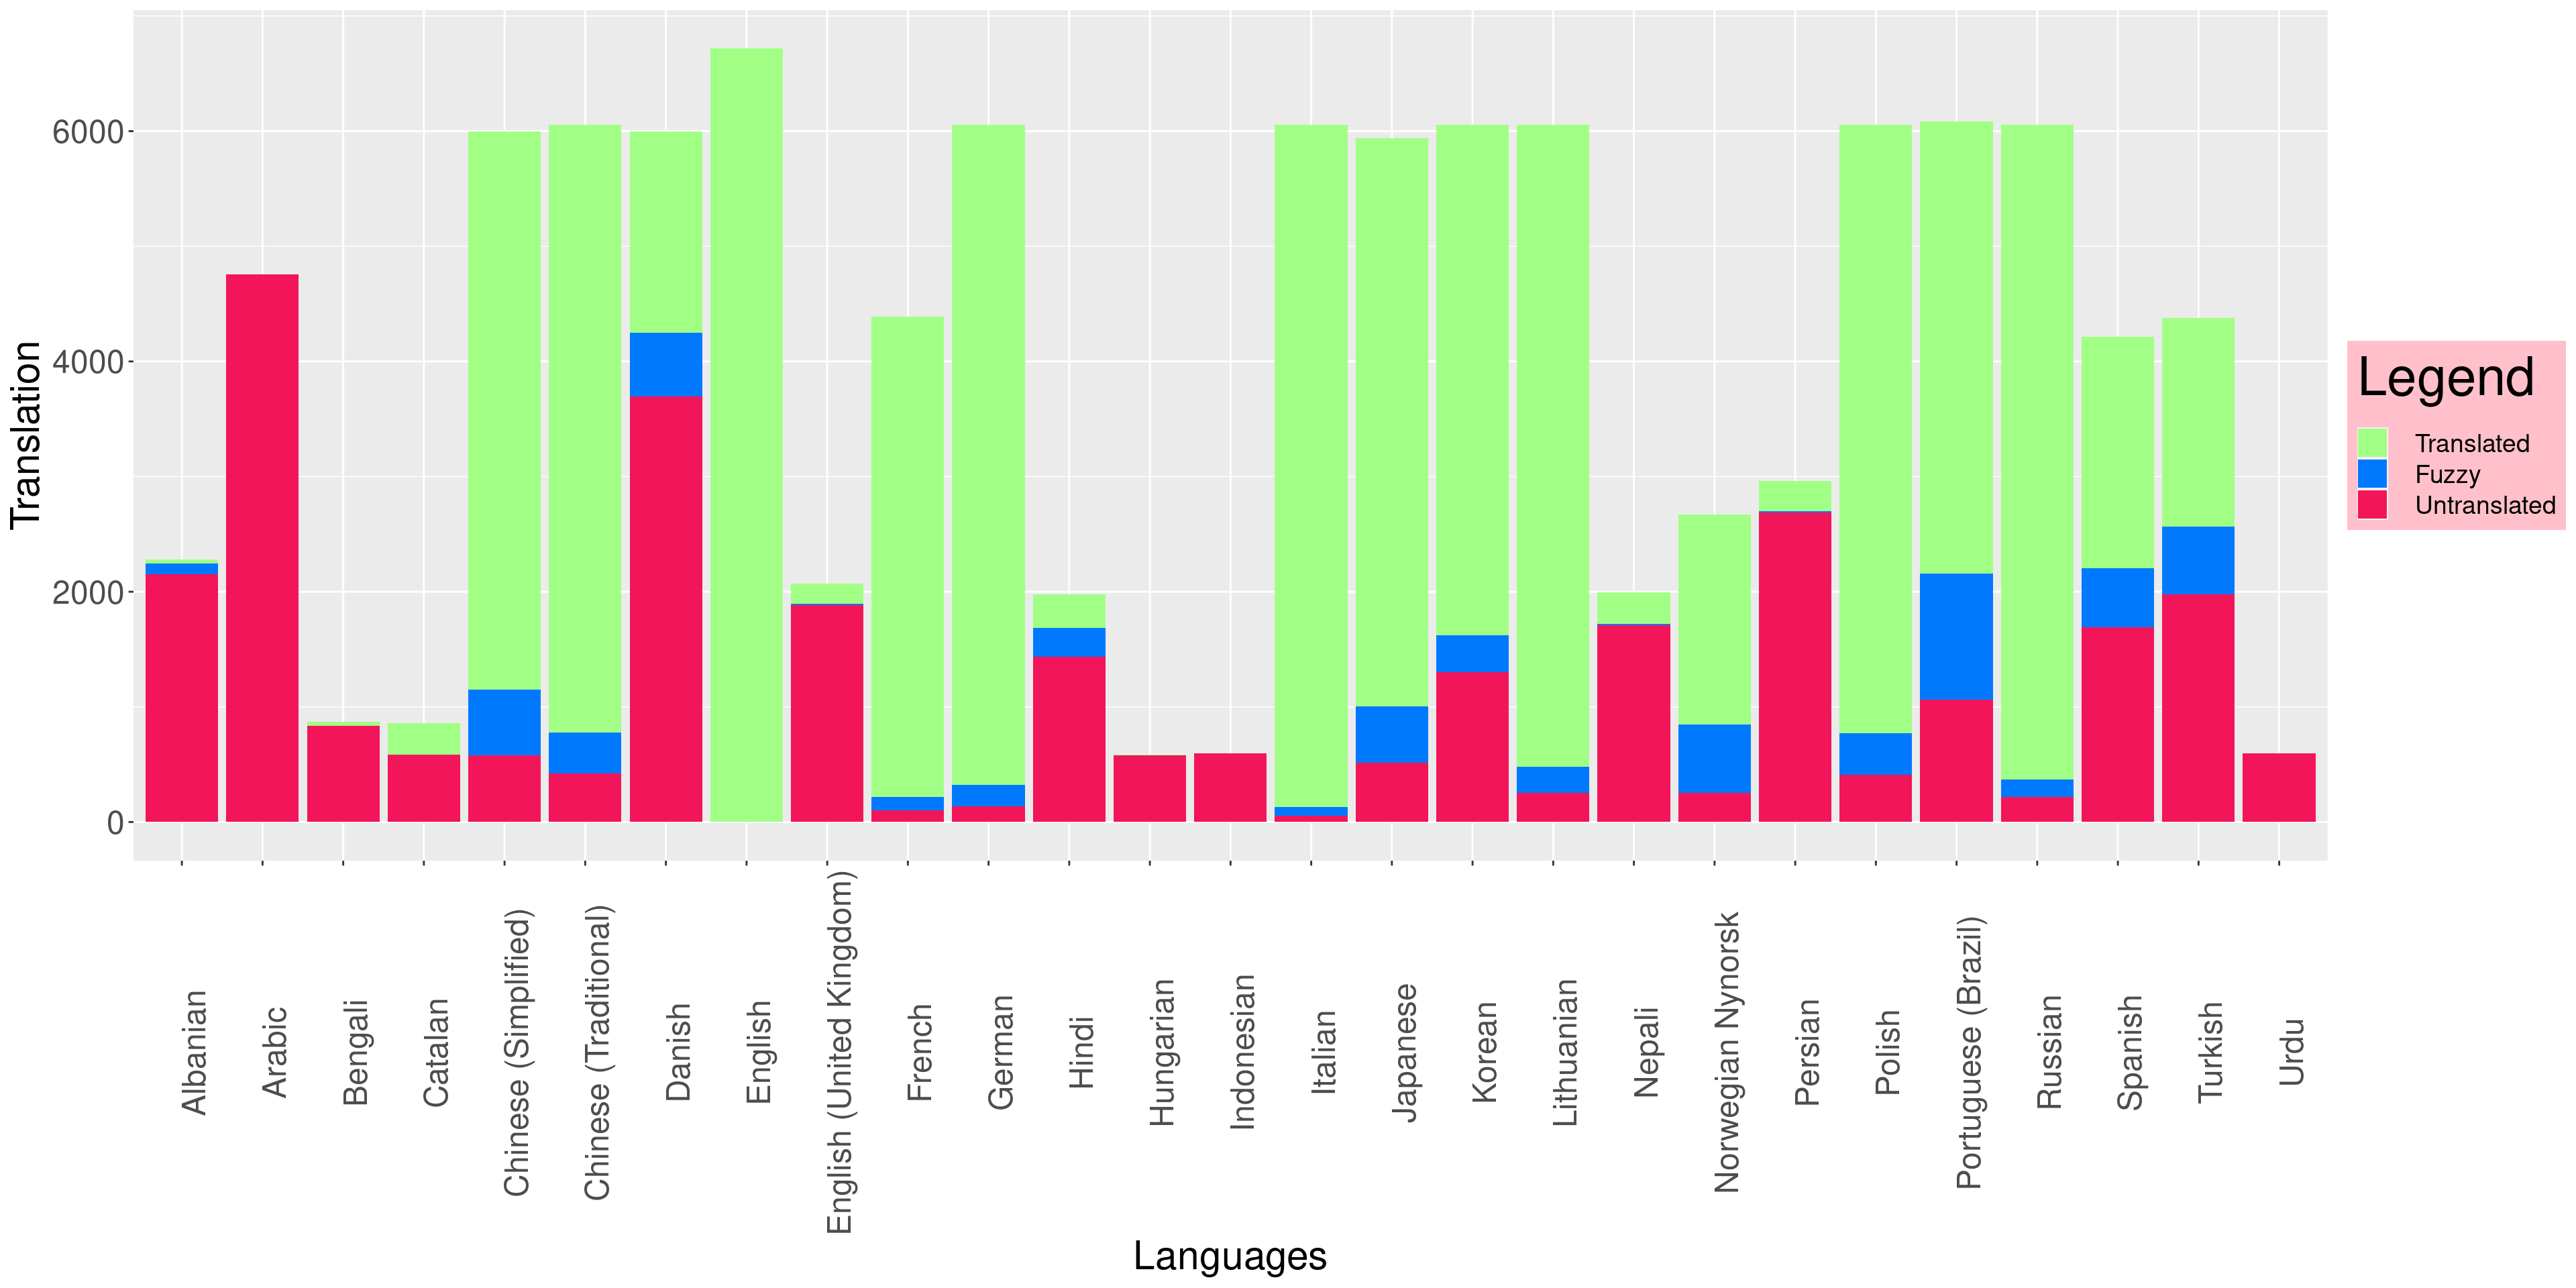 Translation
6000
4000
2000
0
Albanian
Arabic
Bengali
Catalan
Chinese (Simplified)
Chinese (Traditional)
Danish
English
English (United Kingdom)
French
German
Hindi
Hungarian
Indonesian
Italian
Japanese
Korean
Lithuanian
Nepali
Norwegian Nynorsk
Persian
Polish
Portuguese (Brazil)
Russian
Spanish
Turkish
Urdu
Languages
Legend
Translated
Fuzzy
Untranslated